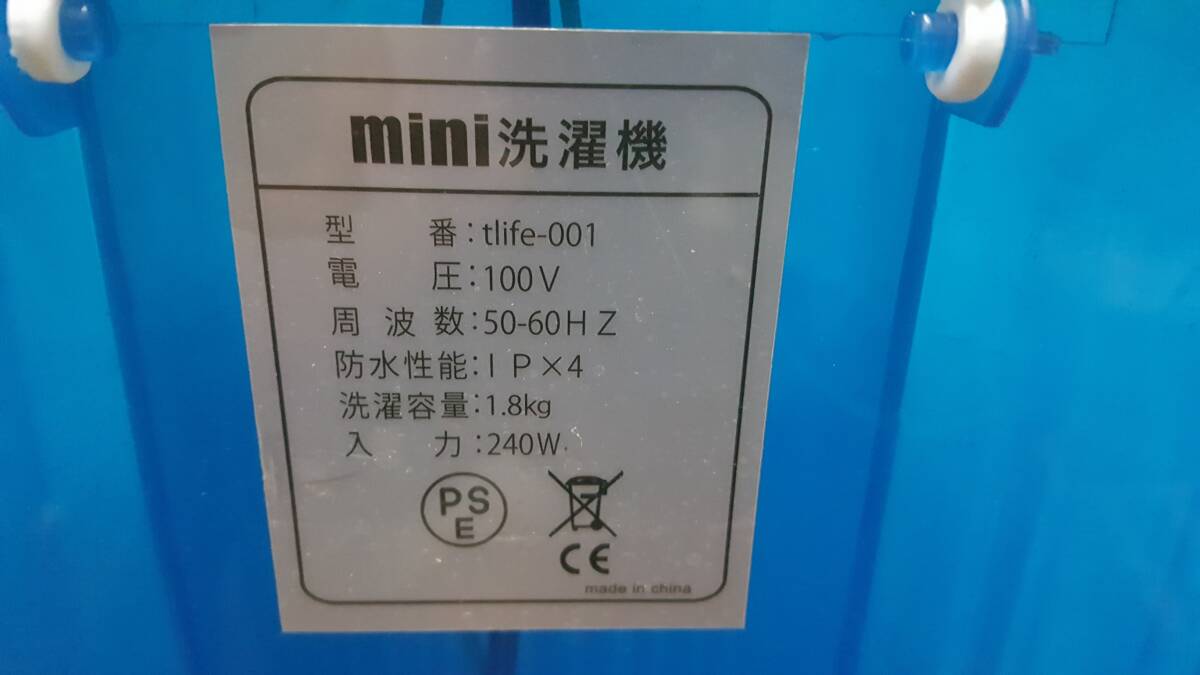 mini洗濯機
型 番:tlife-001
電 圧:100V
周 波 数:50-60HZ
防水性能:IP×4
洗濯容量:1.8kg
入 力:240W
PS
E
CE
made in china